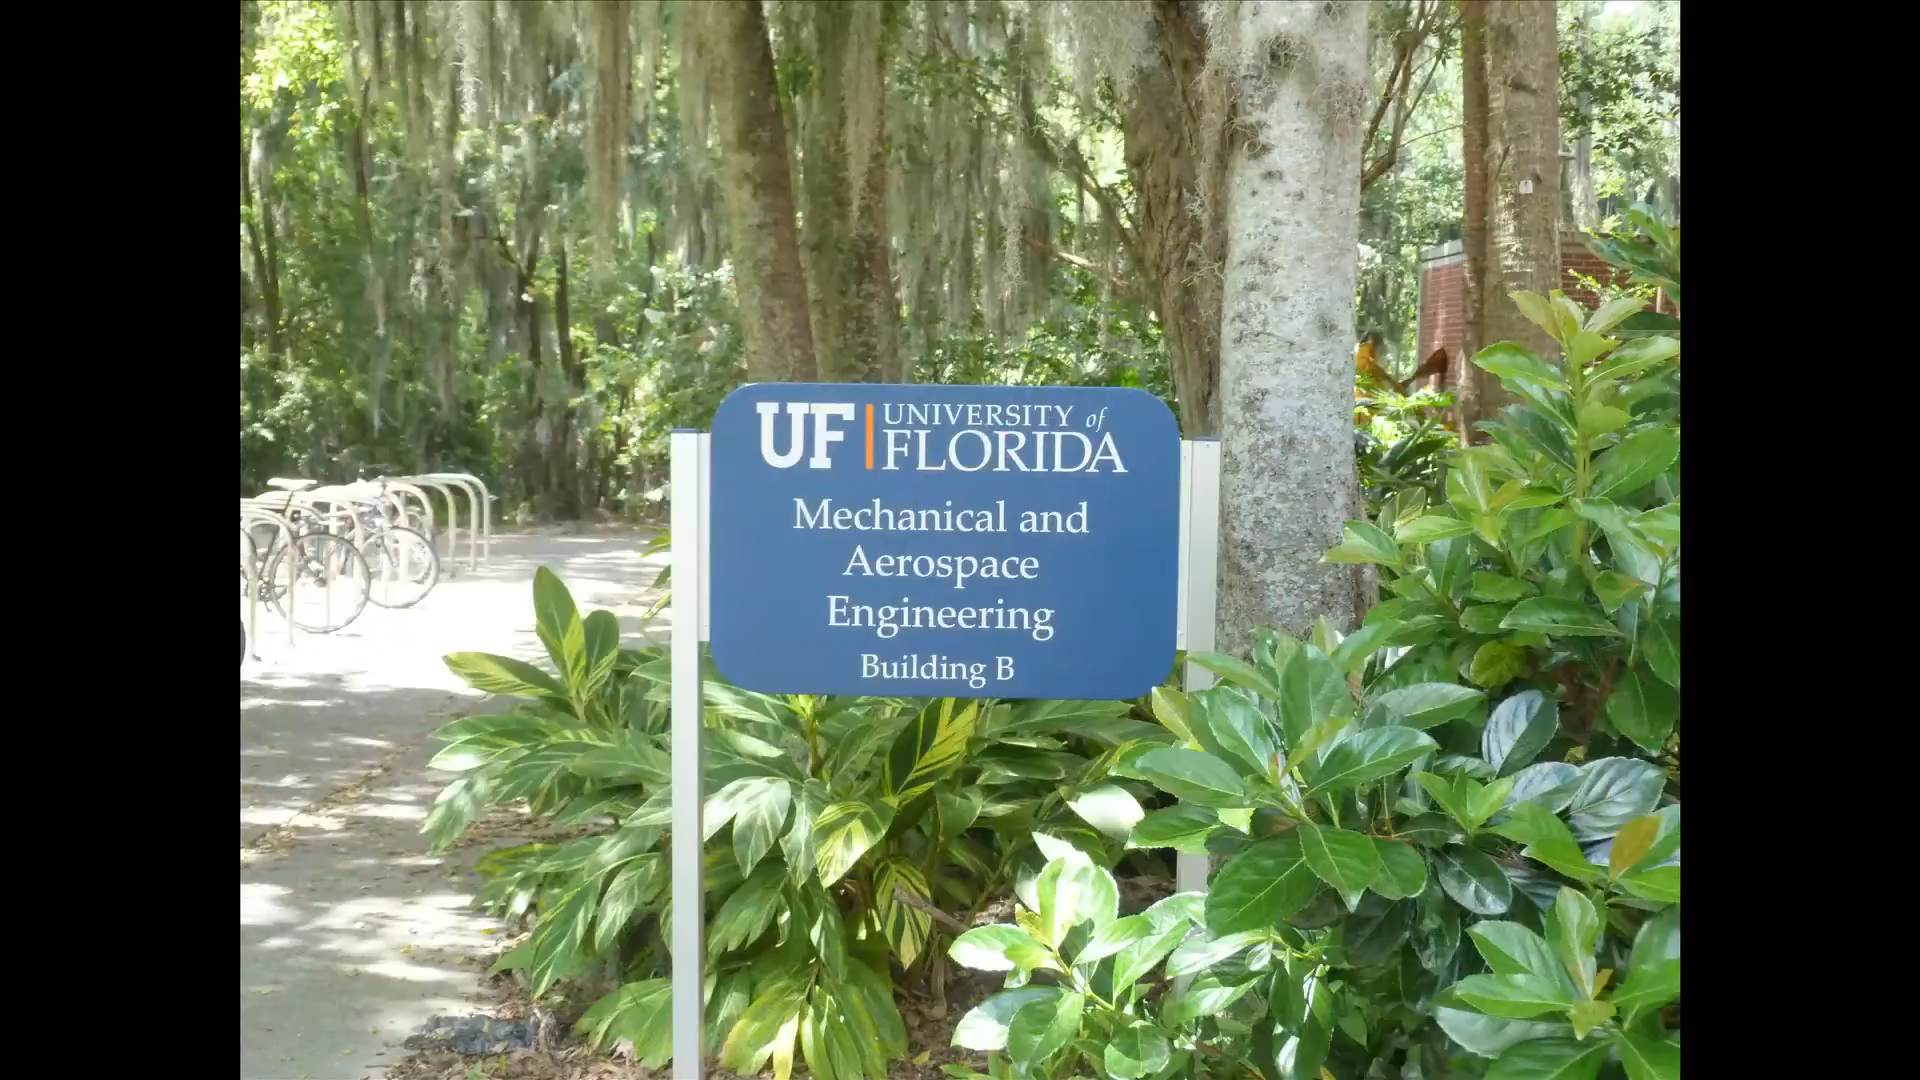 UF UNIVERSITY of
FLORIDA
Mechanical and
Aerospace
Engineering
Building B